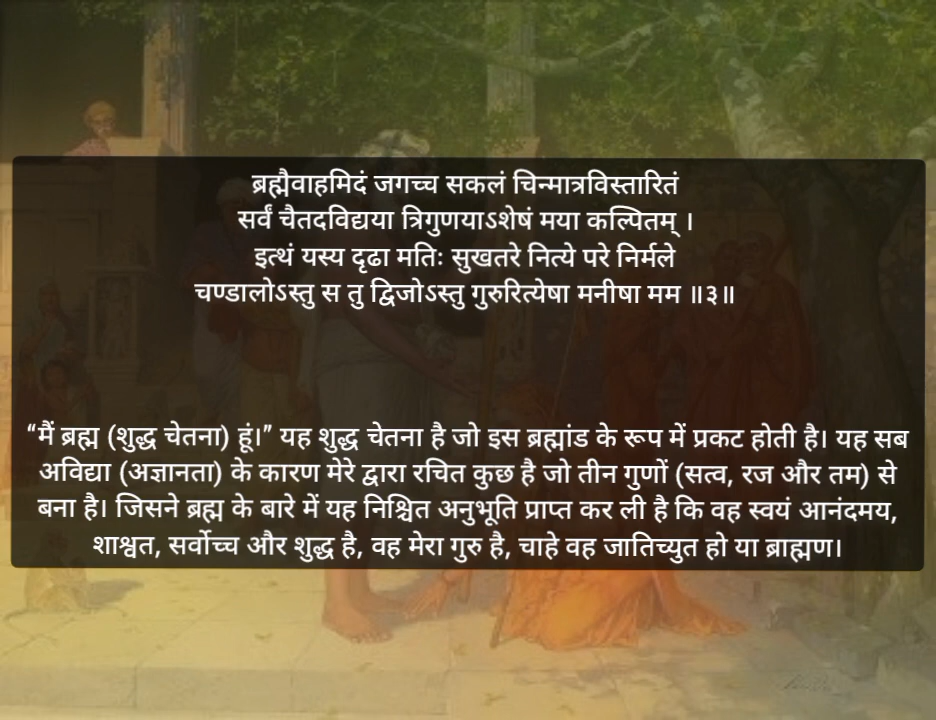 ब्रह्मैवाहमिदं जगच्च सकलं चिन्मात्रविस्तारितं
सर्वं चैतदविद्यया त्रिगुणयाऽशेषं मया कल्पितम् ।
इत्थं यस्य दृढा मतिः सुखतरे नित्ये परे निर्मले
चण्डालोऽस्तु स तु द्विजोऽस्तु गुरुरित्येषा मनीषा मम ॥३॥
“मैं ब्रह्म (शुद्ध चेतना) हूं।” यह शुद्ध चेतना है जो इस ब्रह्मांड के रूप में प्रकट होती है। यह सब
अविद्या (अज्ञानता) के कारण मेरे द्वारा रचित कुछ है जो तीन गुणों (सत्व, रज और तम) से
बना है। जिसने ब्रह्म के बारे में यह निश्चित अनुभूति प्राप्त कर ली है कि वह स्वयं आनंदमय,
शाश्वत, सर्वोच्च और शुद्ध है, वह मेरा गुरु है, चाहे वह जातिच्युत हो या ब्राह्मण।